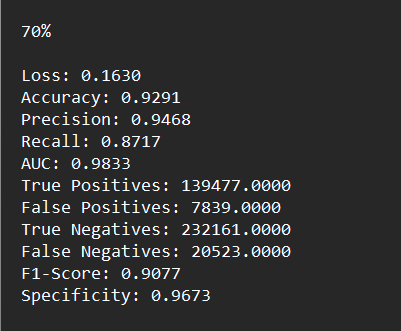 70%
Loss: 0.1630
Accuracy: 0.9291
Precision: 0.9468
Recall: 0.8717
AUC: 0.9833
True Positives: 139477.0000
False Positives: 7839.0000
True Negatives: 232161.0000
False Negatives: 20523.0000
F1-Score: 0.9077
Specificity: 0.9673